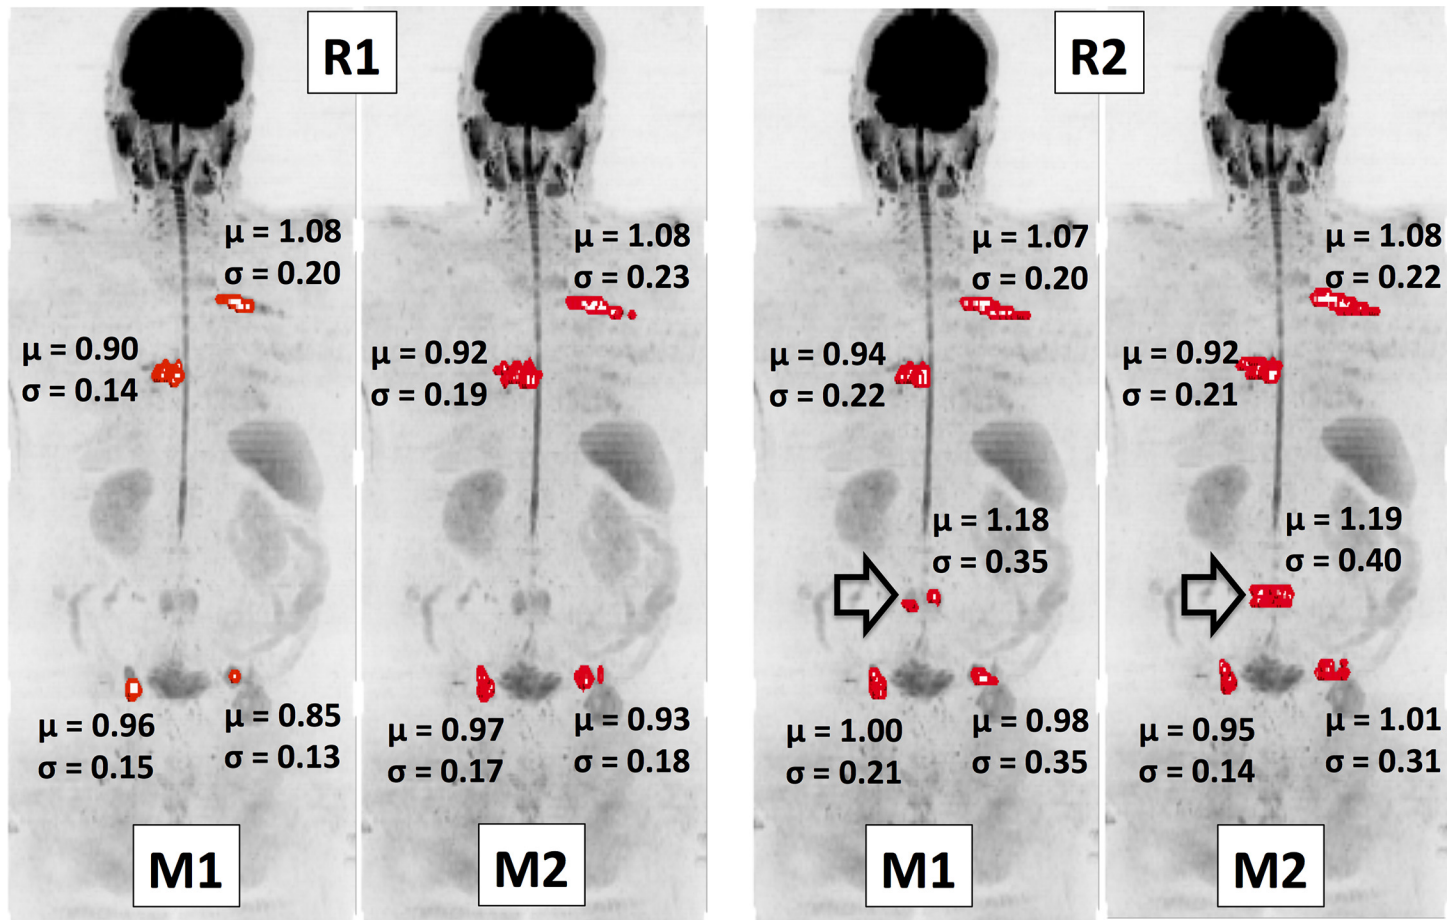 R1
μ = 1.08
σ = 0.20
μ = 0.90
σ = 0.14
μ = 0.96
σ = 0.15
μ = 0.85
σ = 0.13
M1
μ = 1.08
σ = 0.23
μ = 0.92
σ = 0.19
μ = 0.97
σ = 0.17
μ = 0.93
σ = 0.18
M2
R2
μ = 1.07
σ = 0.20
μ = 0.94
σ = 0.22
μ = 1.18
σ = 0.35
μ = 1.00
σ = 0.21
μ = 0.98
σ = 0.35
M1
μ = 1.08
σ = 0.22
μ = 0.92
σ = 0.21
μ = 1.19
σ = 0.40
μ = 0.95
σ = 0.14
μ = 1.01
σ = 0.31
M2